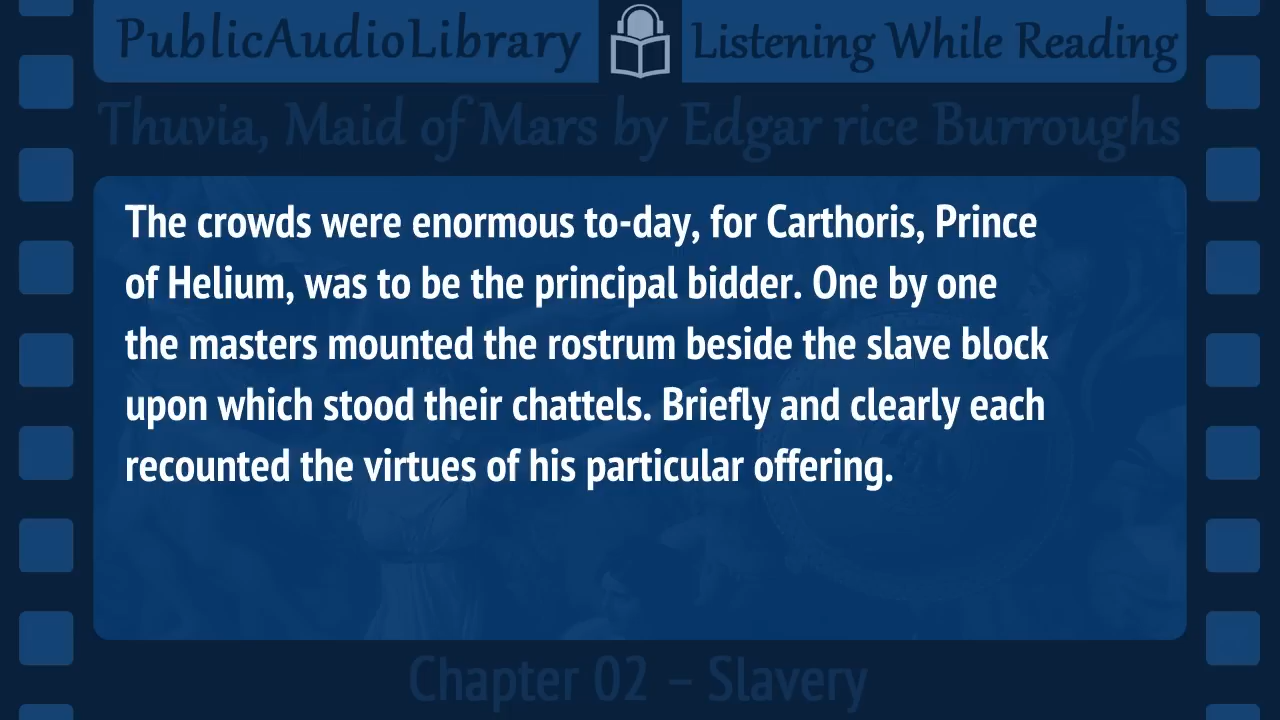 PublicAudioLibrary Listening While Reading
Thuvia, Maid of Mars by Edgar rice Burroughs
The crowds were enormous to-day, for Carthoris, Prince
of Helium, was to be the principal bidder. One by one
the masters mounted the rostrum beside the slave block
upon which stood their chattels. Briefly and clearly each
recounted the virtues of his particular offering.
Chapter 02 – Slavery